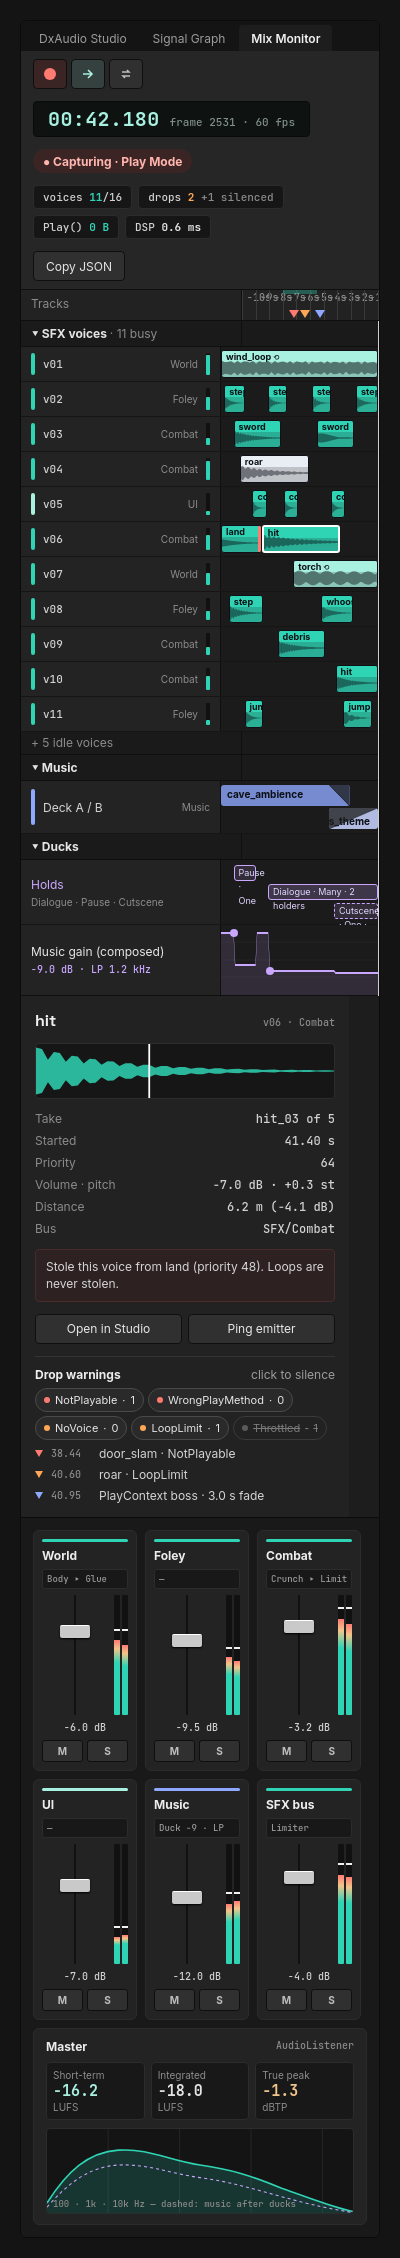 DxAudio Studio Signal Graph Mix Monitor
00:42.180 frame 2531 · 60 fps
● Capturing · Play Mode
voices 11/16 drops 2 +1 silenced
Play() 0 B DSP 0.6 ms
Copy JSON
Tracks
▾ SFX voices · 11 busy
v01 World wind_loop ⟲
v02 Foley step step step step
v03 Combat sword sword
v04 Combat roar
v05 UI
v06 Combat land hit
v07 World torch ⟲
v08 Foley step whoos
v09 Combat debris
v10 Combat hit
v11 Foley jum jump
+ 5 idle voices
▾ Music
Deck A / B Music cave_ambience
s_theme
▾ Ducks
Holds
Dialogue · Pause · Cutscene
Pause · One
Dialogue · Many · 2 holders
Cutscene · One ·
Music gain (composed)
-9.0 dB · LP 1.2 kHz
hit v06 · Combat
Take hit_03 of 5
Started 41.40 s
Priority 64
Volume · pitch -7.0 dB · +0.3 st
Distance 6.2 m (-4.1 dB)
Bus SFX/Combat
Stole this voice from land (priority 48). Loops are
never stolen.
Open in Studio Ping emitter
Drop warnings click to silence
NotPlayable · 1 WrongPlayMethod · 0
NoVoice · 0 LoopLimit · 1 Throttled · 1
38.44 door_slam · NotPlayable
40.60 roar · LoopLimit
40.95 PlayContext boss · 3.0 s fade
World Foley Combat
Body ▸ Glue — Crunch ▸ Limit
-6.0 dB -9.5 dB -3.2 dB
M S M S M S
UI Music SFX bus
— Duck -9 · LP Limiter
-7.0 dB -12.0 dB -4.0 dB
M S M S M S
Master AudioListener
Short-term Integrated True peak
-16.2 -18.0 -1.3
LUFS LUFS dBTP
100 · 1k · 10k Hz — dashed: music after ducks